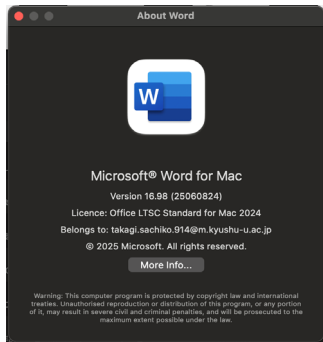 About Word
W
Microsoft® Word for Mac
Version 16.98 (25060824)
Licence: Office LTSC Standard for Mac 2024
Belongs to: takagi.sachiko.914@m.kyushu-u.ac.jp
© 2025 Microsoft. All rights reserved.
More Info...
Warning: This computer program is protected by copyright law and international
treaties. Unauthorised reproduction or distribution of this program, or any portion
of it, may result in severe civil and criminal penalties, and will be prosecuted to the
maximum extent possible under the law.